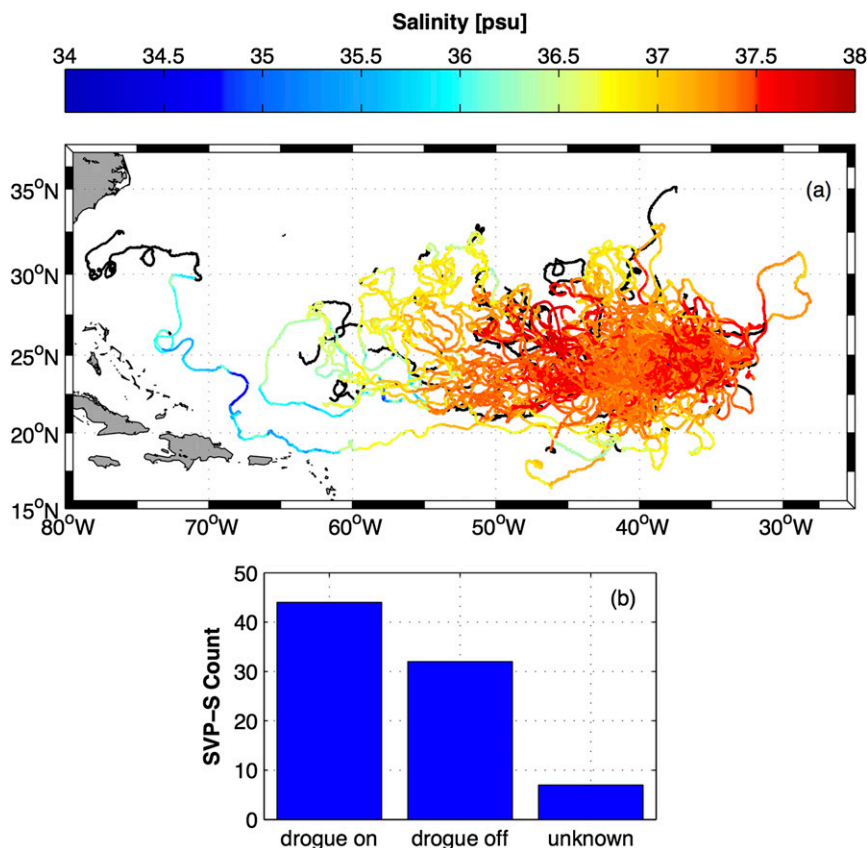 Salinity [psu]
34 34.5 35 35.5 36 36.5 37 37.5 38
(a)
35°N
30°N
25°N
20°N
15°N
80°W 70°W 60°W 50°W 40°W 30°W
50
(b)
40
30
20
10
0
SVP-S Count
drogue on drogue off unknown